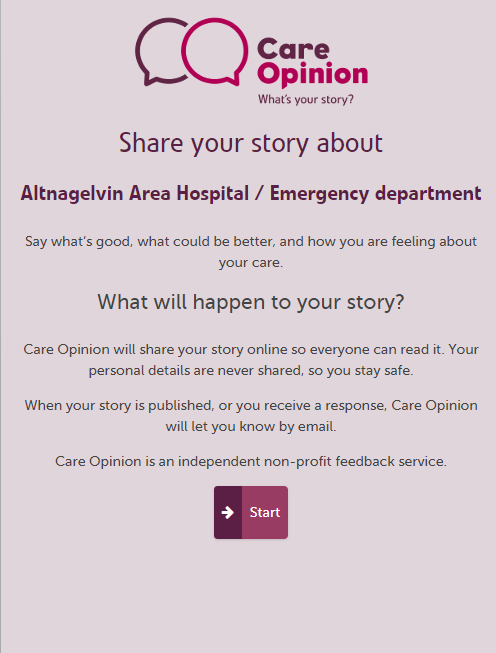 Care
Opinion
What's your story?
Share your story about
Altnagelvin Area Hospital / Emergency department
Say what's good, what could be better, and how you are feeling about
your care.
What will happen to your story?
Care Opinion will share your story online so everyone can read it. Your
personal details are never shared, so you stay safe.
When your story is published, or you receive a response, Care Opinion
will let you know by email.
Care Opinion is an independent non-profit feedback service.
Start